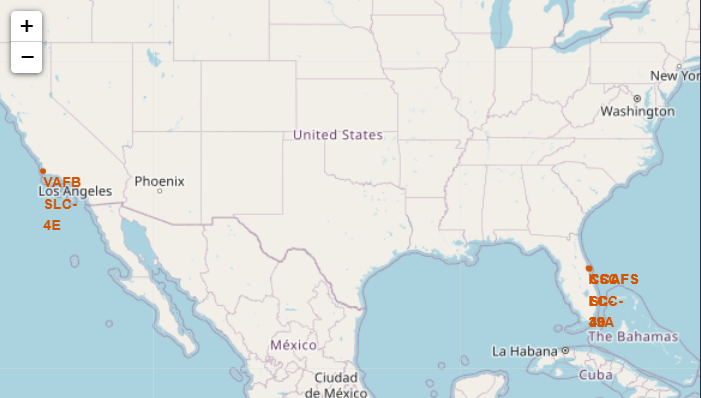 +
−
New Yor
Washington
United States
Phoenix
VAFB
Los Angeles
SLC-
4E
The Bahamas
La Habana
México
Cuba
Ciudad
de México